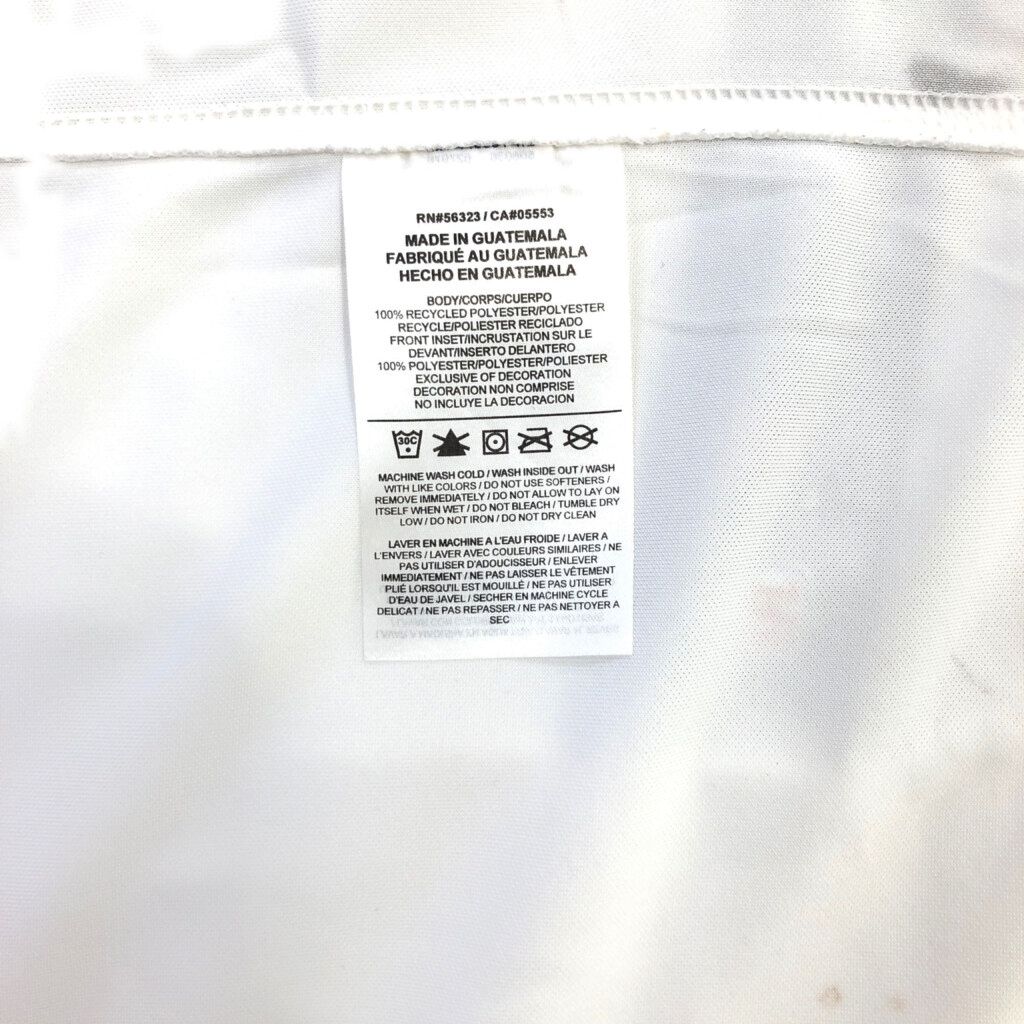 RN#56323 / CA#05553
MADE IN GUATEMALA
FABRIQUÉ AU GUATEMALA
HECHO EN GUATEMALA
BODY/CORPS/CUERPO
100% RECYCLED POLYESTER/POLYESTER
RECYCLE/POLIESTER RECICLADO
FRONT INSET/INCRUSTATION SUR LE
DEVANT/INSERTO DELANTERO
100% POLYESTER/POLYESTER/POLIESTER
EXCLUSIVE OF DECORATION
DECORATION NON COMPRISE
NO INCLUYE LA DECORACION
30C
MACHINE WASH COLD / WASH INSIDE OUT / WASH
WITH LIKE COLORS / DO NOT USE SOFTENERS /
REMOVE IMMEDIATELY / DO NOT ALLOW TO LAY ON
ITSELF WHEN WET / DO NOT BLEACH / TUMBLE DRY
LOW / DO NOT IRON / DO NOT DRY CLEAN
LAVER EN MACHINE A L'EAU FROIDE / LAVER A
L'ENVERS / LAVER AVEC COULEURS SIMILAIRES / NE
PAS UTILISER D'ADOUCISSEUR / ENLEVER
IMMEDIATEMENT / NE PAS LAISSER LE VÊTEMENT
PLIÉ LORSQU'IL EST MOUILLÉ / NE PAS UTILISER
D'EAU DE JAVEL / SECHER EN MACHINE CYCLE
DELICAT / NE PAS REPASSER / NE PAS NETTOYER A
SEC